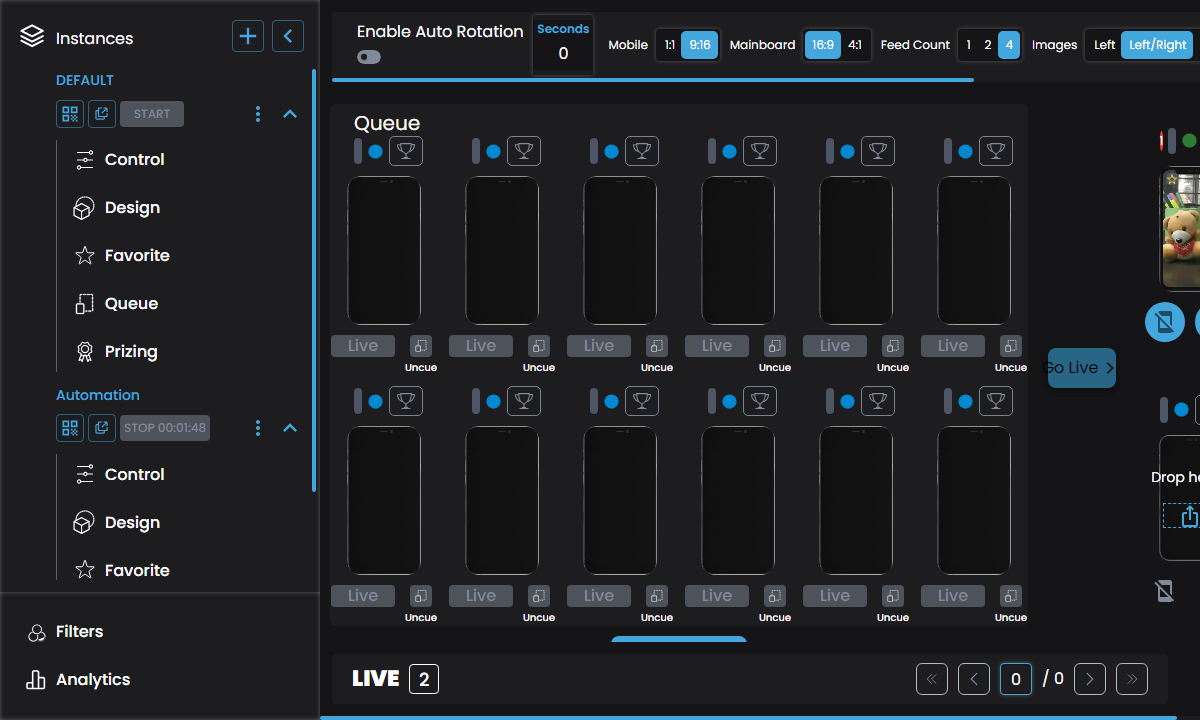 Instances
DEFAULT
START
Control
Design
Favorite
Queue
Prizing
Automation
STOP 00:01:48
Control
Design
Favorite
Filters
Analytics
Enable Auto Rotation
Seconds
0
Mobile 1:1 9:16 Mainboard 16:9 4:1 Feed Count 1 2 4 Images Left Left/Right
Queue
Live Live Live Live Live Live
Uncue Uncue Uncue Uncue Uncue Uncue
Live Live Live Live Live Live
Uncue Uncue Uncue Uncue Uncue Uncue
Go Live
1
Drop he
LIVE 2
0 / 0